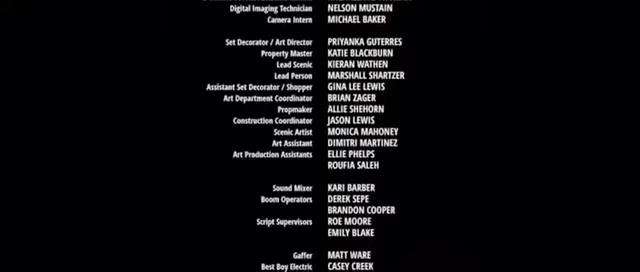 Digital Imaging Technician NELSON MUSTAIN
Camera Intern MICHAEL BAKER
Set Decorator / Art Director PRIYANKA GUTERRES
Property Master KATIE BLACKBURN
Lead Scenic KIERAN WATHEN
Lead Person MARSHALL SHARTZER
Assistant Set Decorator / Shopper GINA LEE LEWIS
Art Department Coordinator BRIAN ZAGER
Propmaker ALLIE SHEHORN
Construction Coordinator JASON LEWIS
Scenic Artist MONICA MAHONEY
Art Assistant DIMITRI MARTINEZ
Art Production Assistants ELLIE PHELPS
ROUFIA SALEH
Sound Mixer KARI BARBER
Boom Operators DEREK SEPE
BRANDON COOPER
Script Supervisors ROE MOORE
EMILY BLAKE
Gaffer MATT WARE
Best Boy Electric CASEY CREEK